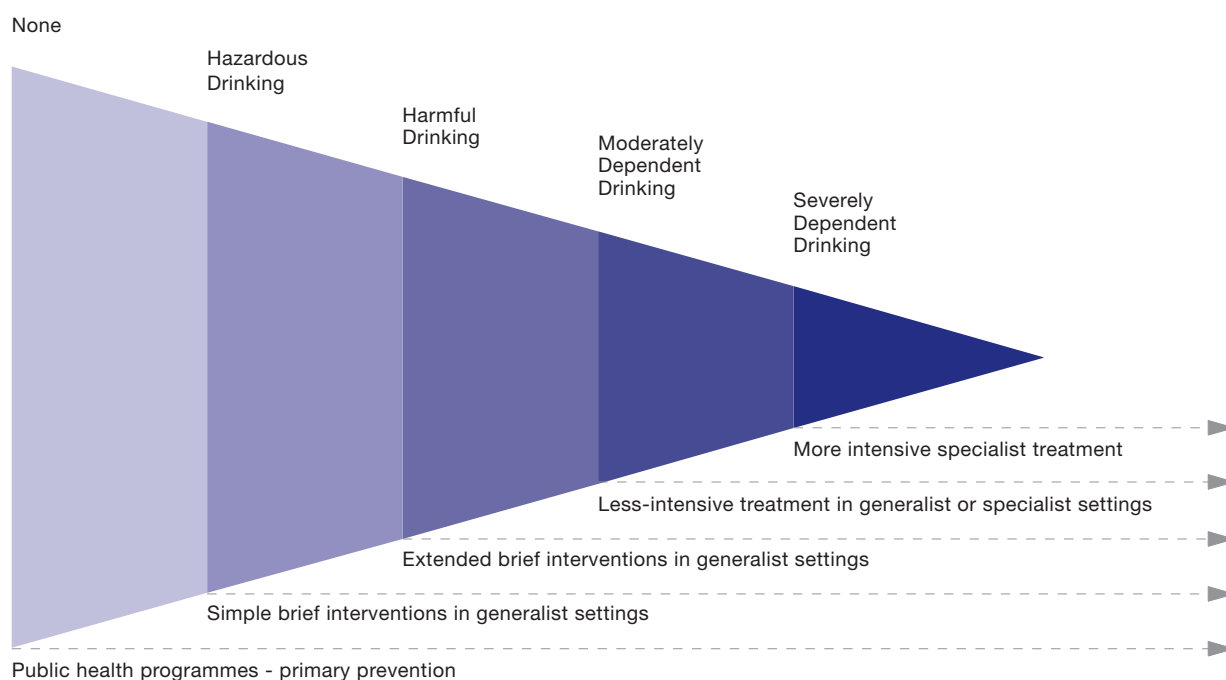 None
Hazardous
Drinking
Harmful
Drinking
Moderately
Dependent
Drinking
Severely
Dependent
Drinking
More intensive specialist treatment
Less-intensive treatment in generalist or specialist settings
Extended brief interventions in generalist settings
Simple brief interventions in generalist settings
Public health programmes - primary prevention